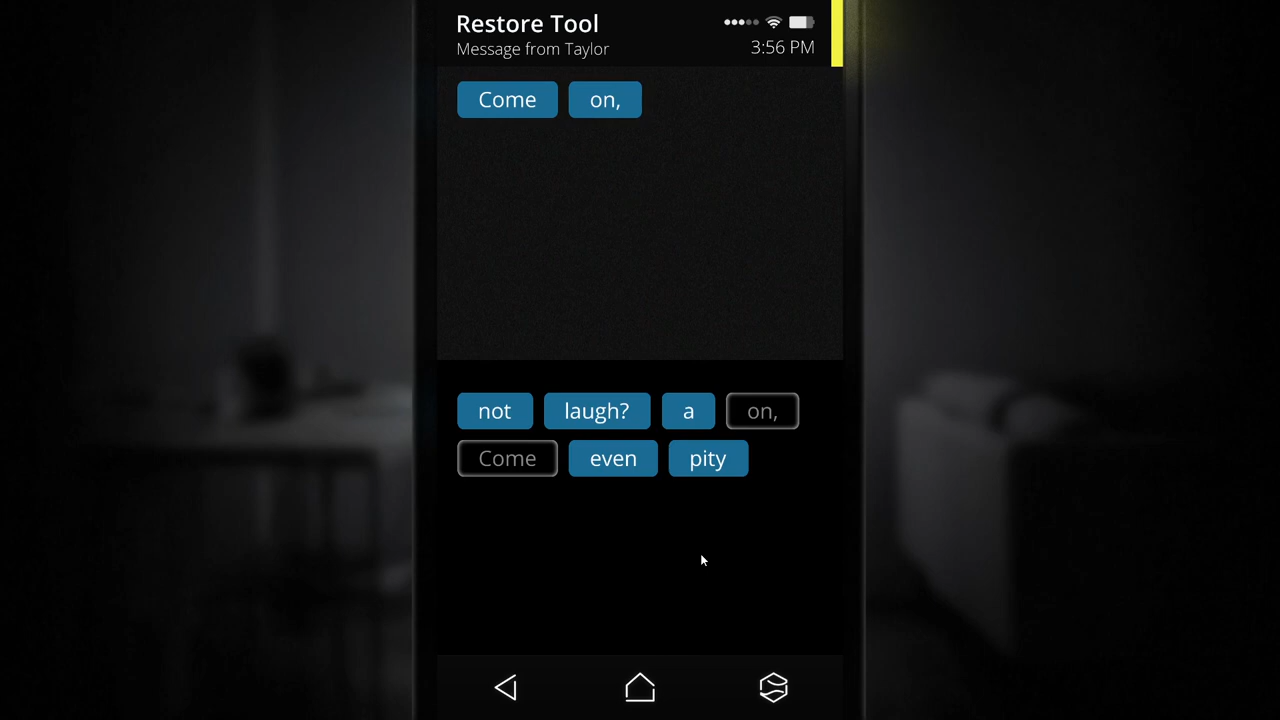 Restore Tool
Message from Taylor
3:56 PM
Come on,
not laugh? a on,
Come even pity